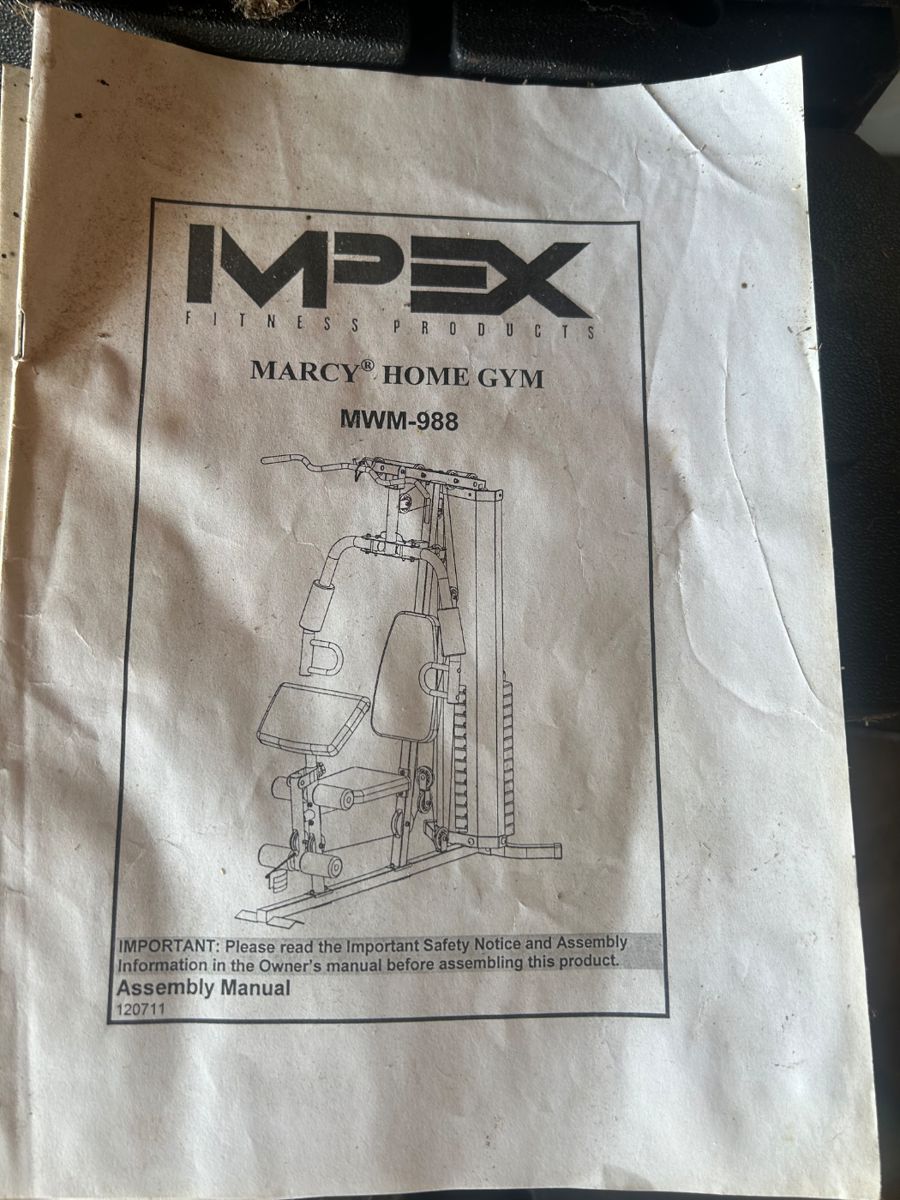 IMPEX
FITNESS PRODUCTS
MARCY® HOME GYM
MWM-988
IMPORTANT: Please read the Important Safety Notice and Assembly
Information in the Owner's manual before assembling this product.
Assembly Manual
120711